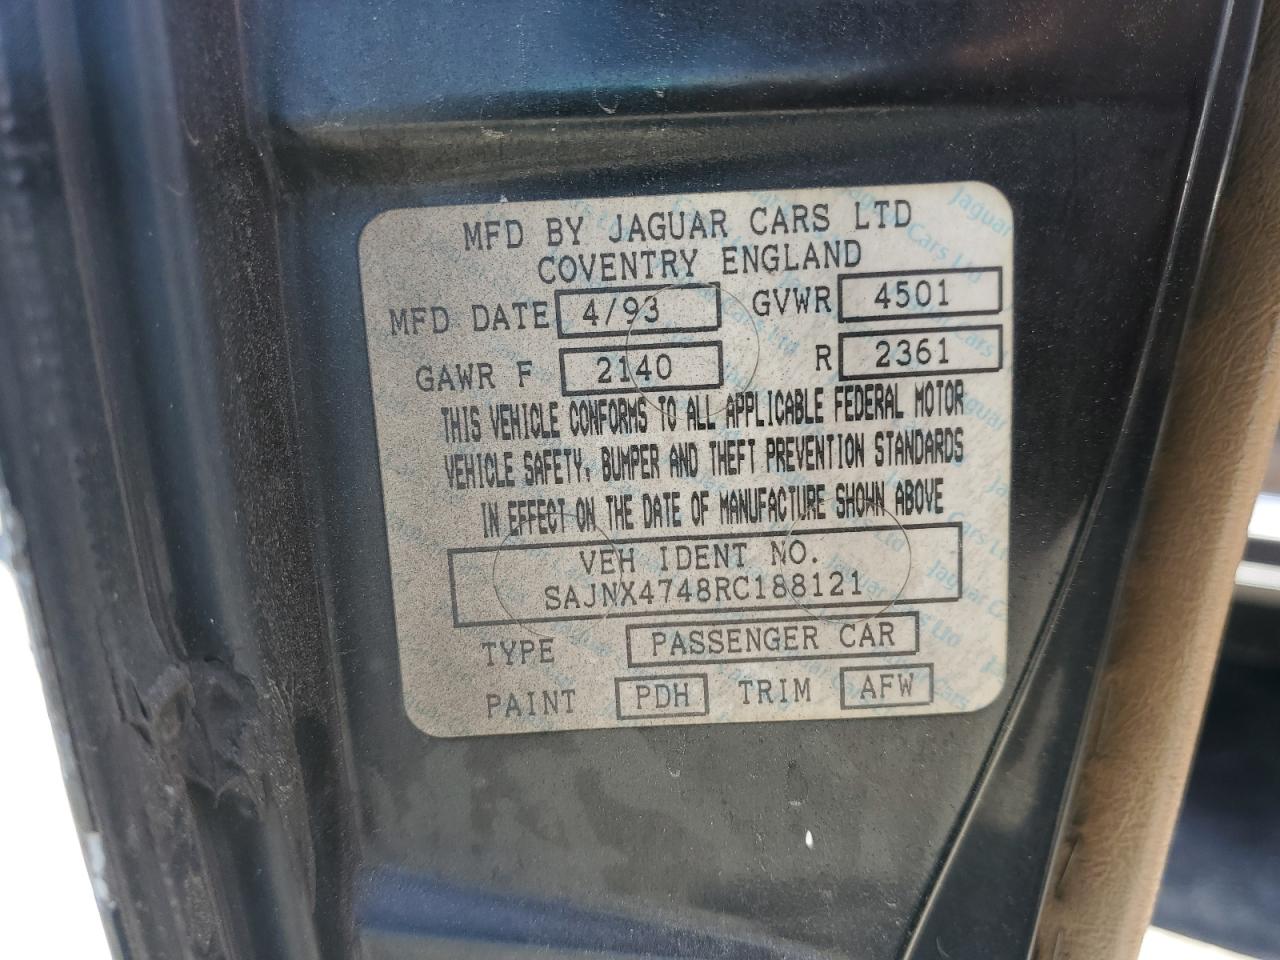 MFD BY JAGUAR CARS LTD
COVENTRY ENGLAND
MFD DATE 4/93 GVWR 4501
GAWR F 2140 R 2361
THIS VEHICLE CONFORMS TO ALL APPLICABLE FEDERAL MOTOR
VEHICLE SAFETY, BUMPER AND THEFT PREVENTION STANDARDS
IN EFFECT ON THE DATE OF MANUFACTURE SHOWN ABOVE
VEH IDENT NO.
SAJNX4748RC188121
TYPE PASSENGER CAR
PAINT PDH TRIM AFW